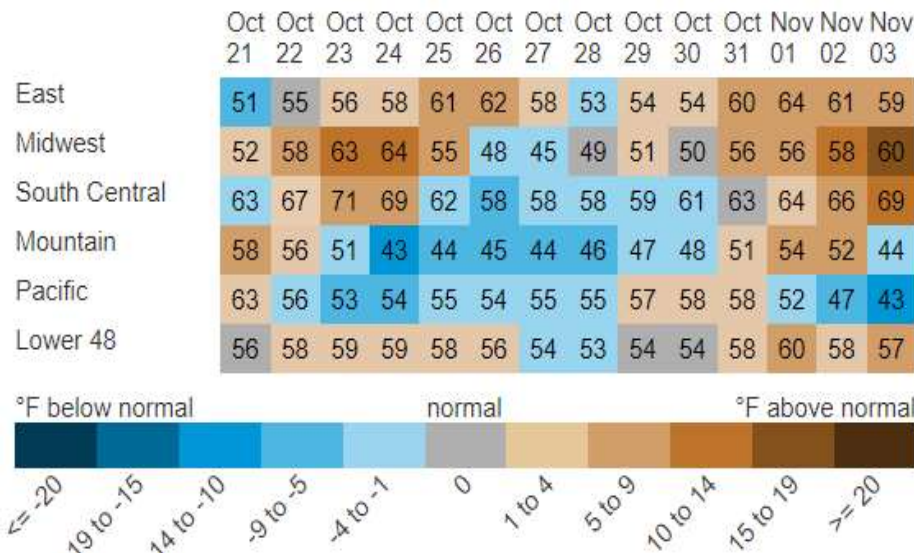 Oct Oct Oct Oct Oct Oct Oct Oct Oct Oct Oct Nov Nov Nov
21 22 23 24 25 26 27 28 29 30 31 01 02 03
East 51 55 56 58 61 62 58 53 54 54 60 64 61 59
Midwest 52 58 63 64 55 48 45 49 51 50 56 56 58 60
South Central 63 67 71 69 62 58 58 58 59 61 63 64 66 69
Mountain 58 56 51 43 44 45 44 46 47 48 51 54 52 44
Pacific 63 56 53 54 55 54 55 55 57 58 58 52 47 43
Lower 48 56 58 59 59 58 56 54 53 54 54 58 60 58 57
°F below normal normal °F above normal
<= -20 19 to -15 14 to -10 -9 to -5 -4 to -1 0 1 to 4 5 to 9 10 to 14 15 to 19 >= 20